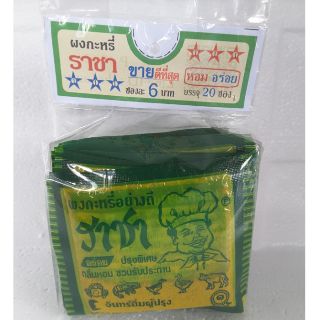 ผงกะหรี่
ราชา
ขายดีที่สุด
หอม อร่อย
ซองละ 6 บาท
บรรจุ 20 ซอง
ผงกะหรี่อย่างดี
ราชา
ปรุงพิเศษ
กลิ่นหอม ชวนรับประทาน